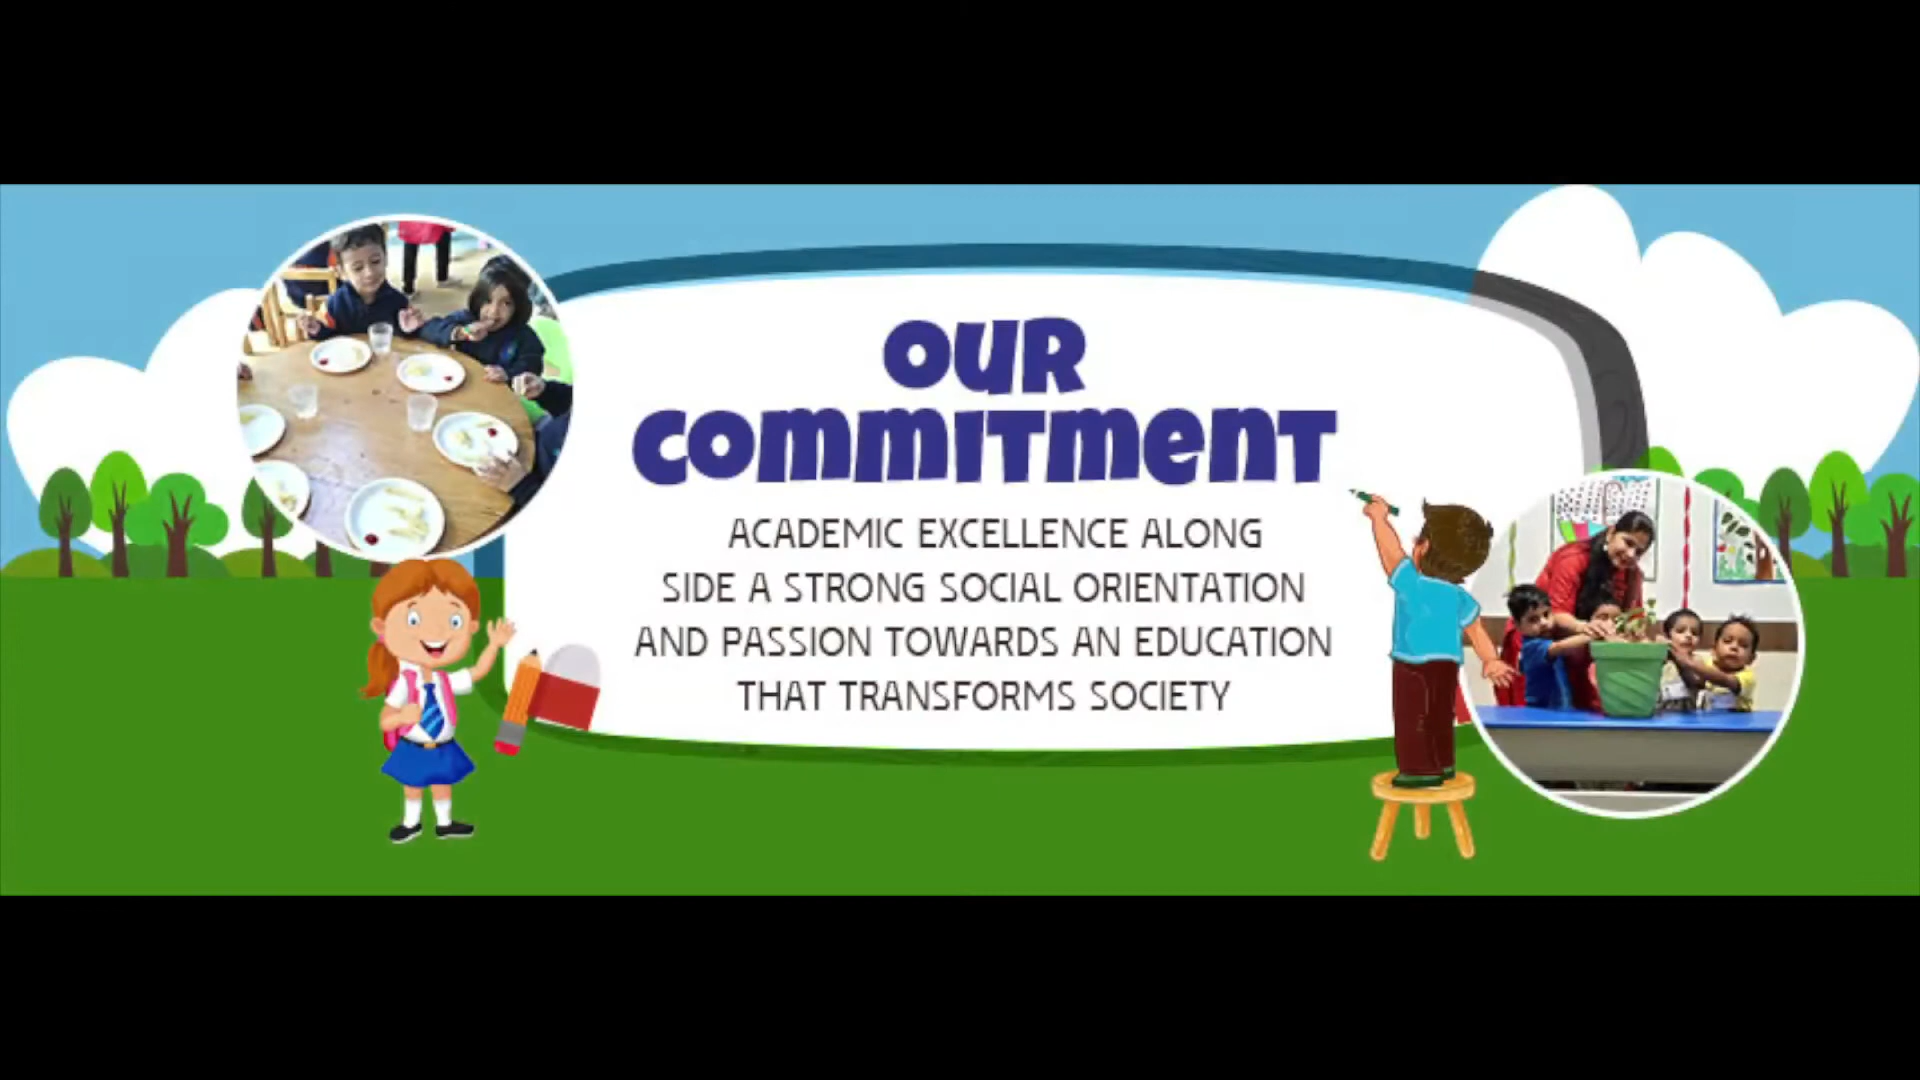 OUR
COMMITMENT
ACADEMIC EXCELLENCE ALONG
SIDE A STRONG SOCIAL ORIENTATION
AND PASSION TOWARDS AN EDUCATION
THAT TRANSFORMS SOCIETY